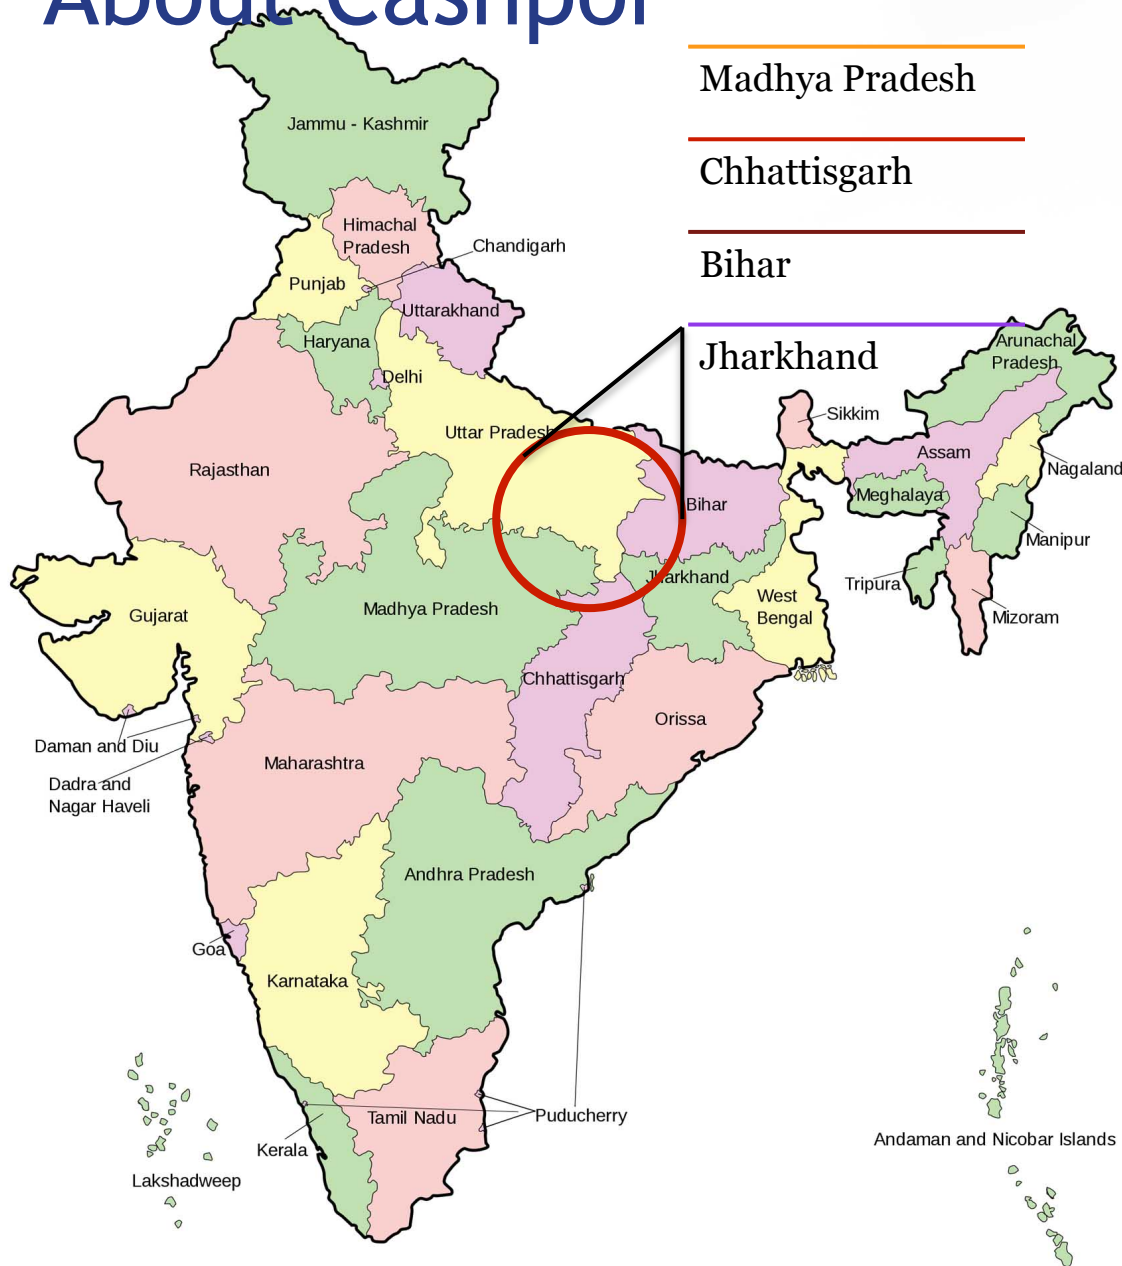 About Cashpor
Madhya Pradesh
Chhattisgarh
Bihar
Jharkhand
Jammu - Kashmir
Himachal
Pradesh
Chandigarh
Punjab
Uttarakhand
Haryana
Delhi
Arunachal
Pradesh
Sikkim
Uttar Pradesh
Rajasthan
Assam
Nagaland
Meghalaya
Bihar
Manipur
Jharkhand
Tripura
West
Bengal
Madhya Pradesh
Gujarat
Mizoram
Chhattisgarh
Orissa
Daman and Diu
Maharashtra
Dadra and
Nagar Haveli
Andhra Pradesh
Goa
Karnataka
Tamil Nadu
Puducherry
Kerala
Andaman and Nicobar Islands
Lakshadweep